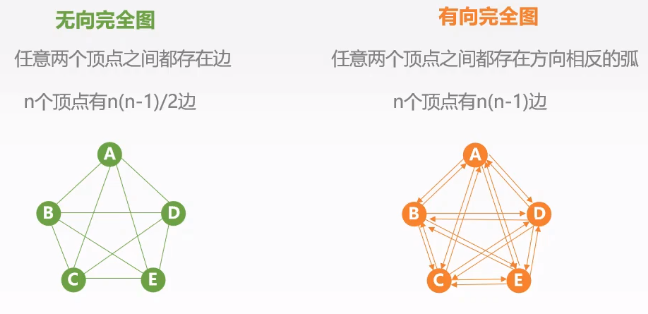 无向完全图
任意两个顶点之间都存在边
n个顶点有n(n-1)/2边
A
B
D
C
E
有向完全图
任意两个顶点之间都存在方向相反的弧
n个顶点有n(n-1)边
A
B
D
C
E